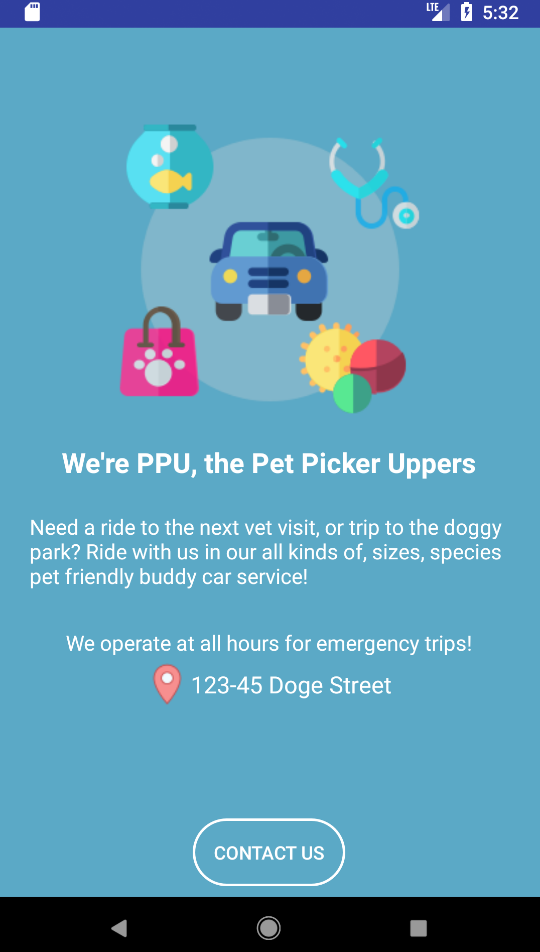 LTE 5:32
We're PPU, the Pet Picker Uppers
Need a ride to the next vet visit, or trip to the doggy
park? Ride with us in our all kinds of, sizes, species
pet friendly buddy car service!
We operate at all hours for emergency trips!
123-45 Doge Street
CONTACT US